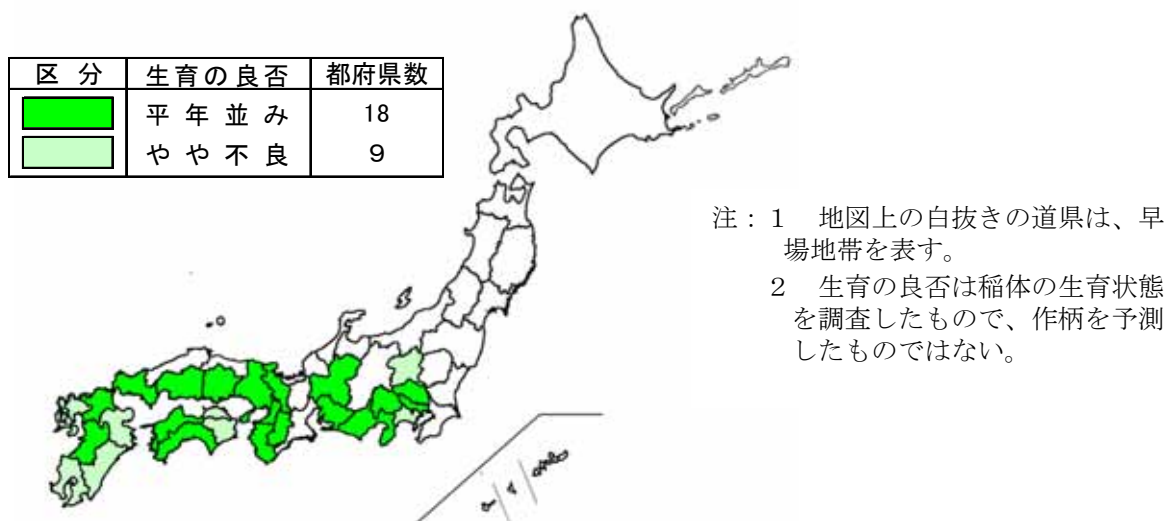 区 分 生育の良否 都府県数
平 年 並 み 18
や や 不 良 9
注：１　地図上の白抜きの道県は、早
場地帯を表す。
２　生育の良否は稲体の生育状態
を調査したもので、作柄を予測
したものではない。